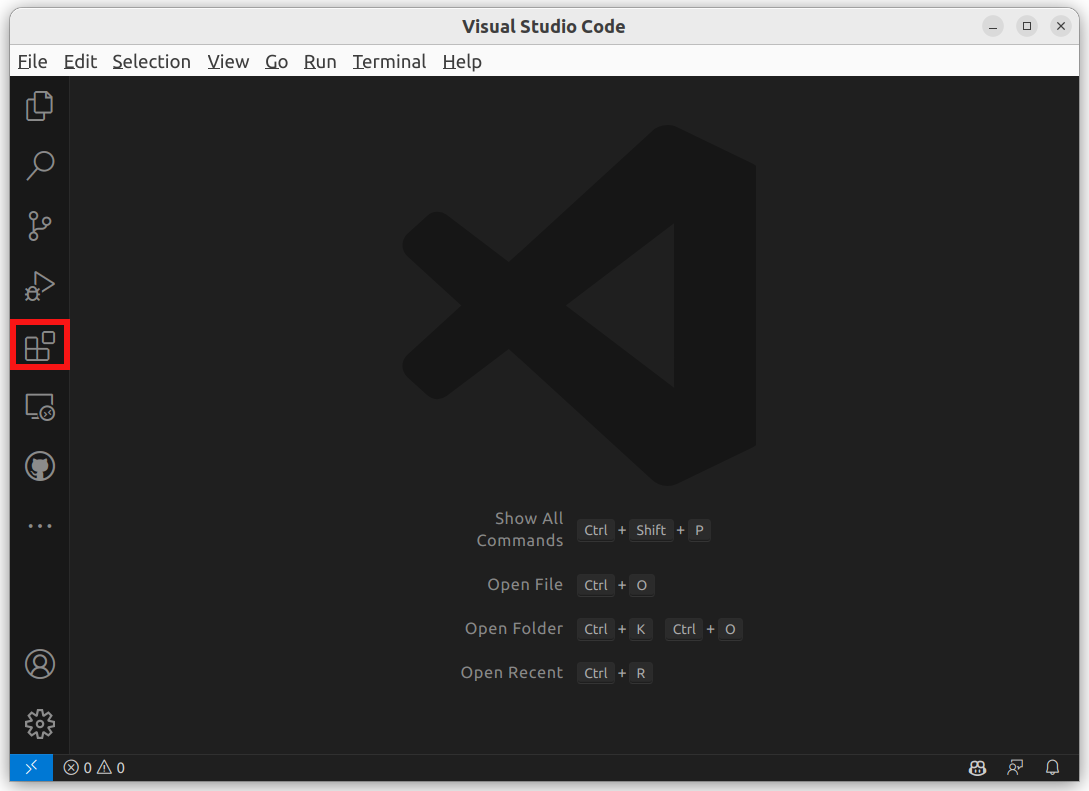 Visual Studio Code
File Edit Selection View Go Run Terminal Help
Show All
Commands
Ctrl + Shift + P
Open File Ctrl + O
Open Folder Ctrl + K Ctrl + O
Open Recent Ctrl + R
0 0